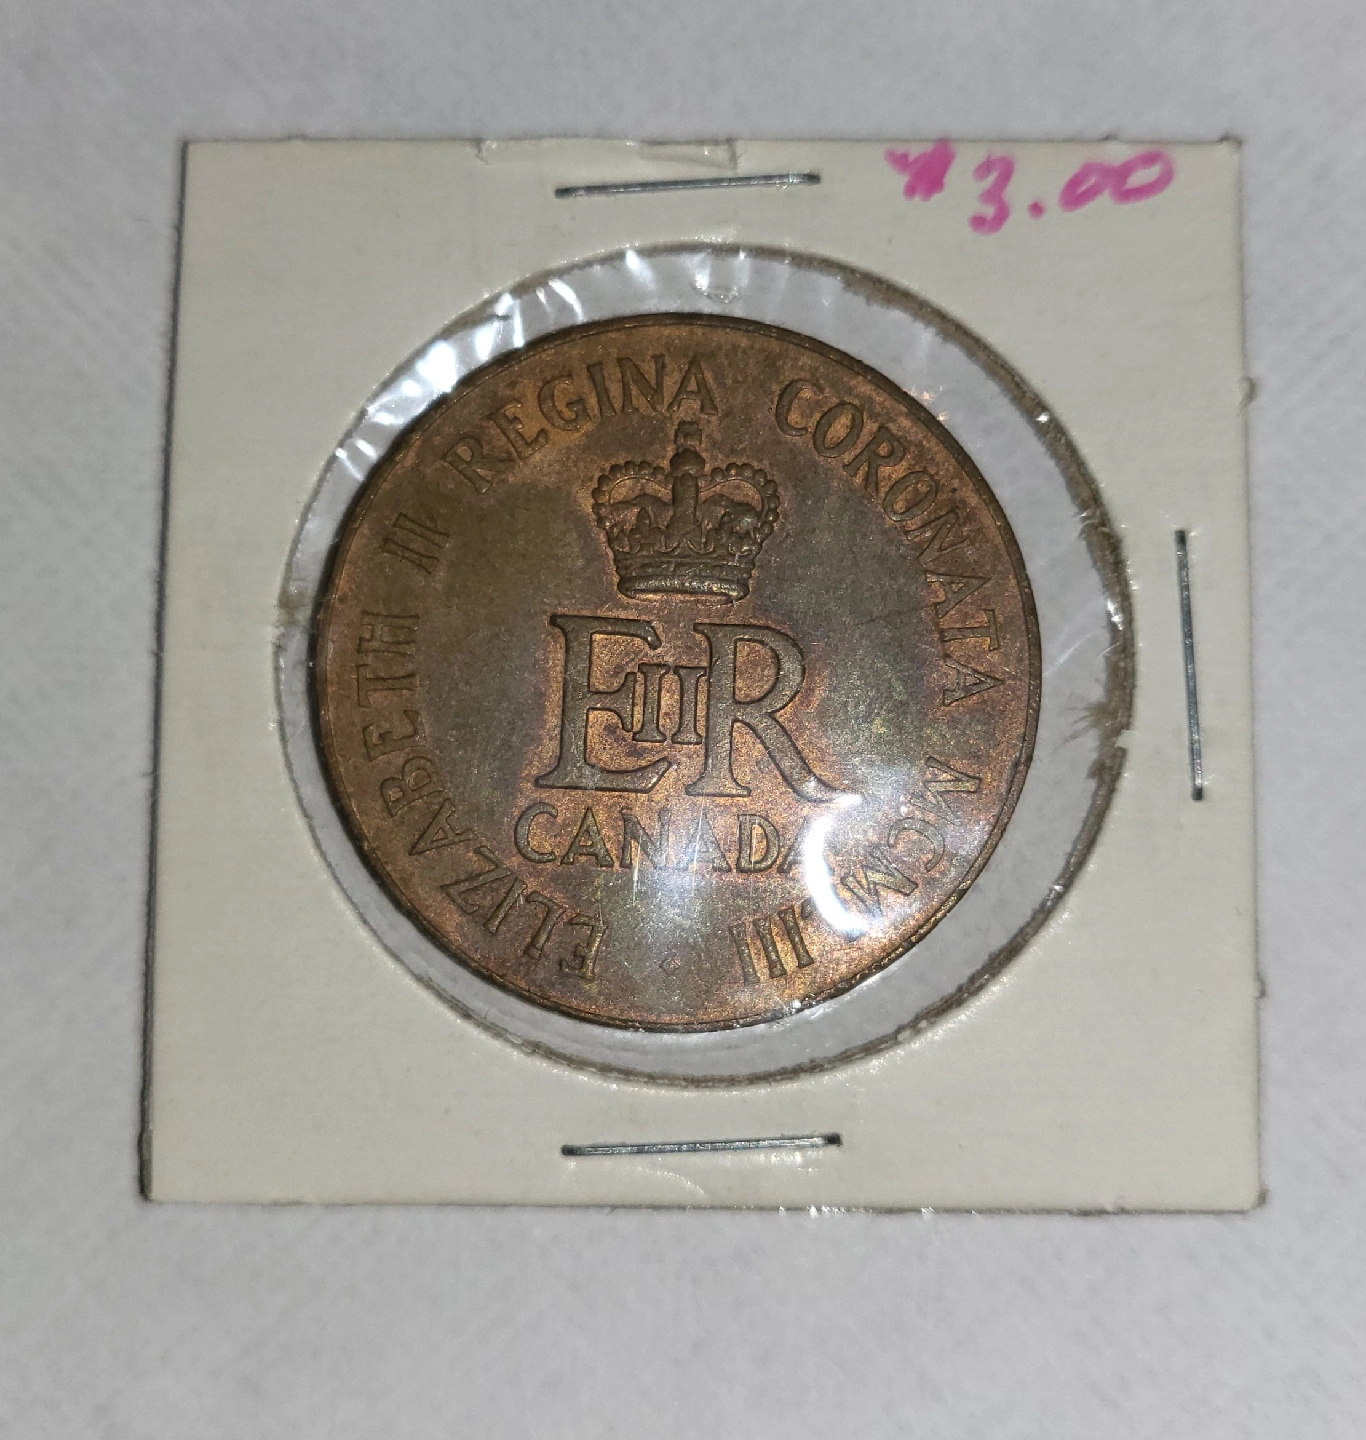 $3.00
ELIZABETH II REGINA CORONATA MCMLIII
EIIR
CANADA